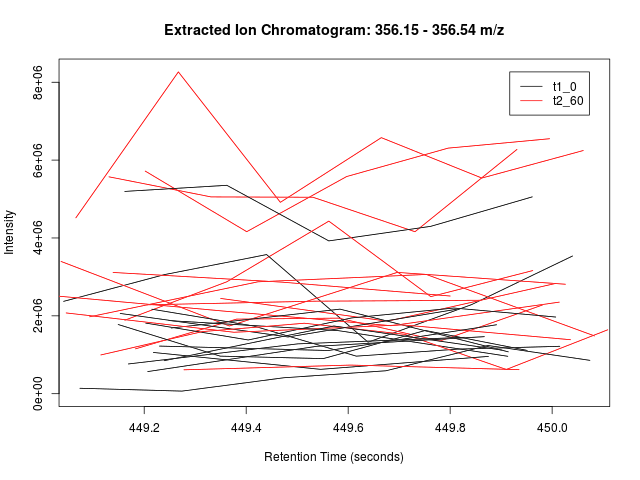 Extracted Ion Chromatogram: 356.15 - 356.54 m/z
t1_0
t2_60
8e+06
6e+06
4e+06
2e+06
0e+00
Intensity
449.2 449.4 449.6 449.8 450.0
Retention Time (seconds)